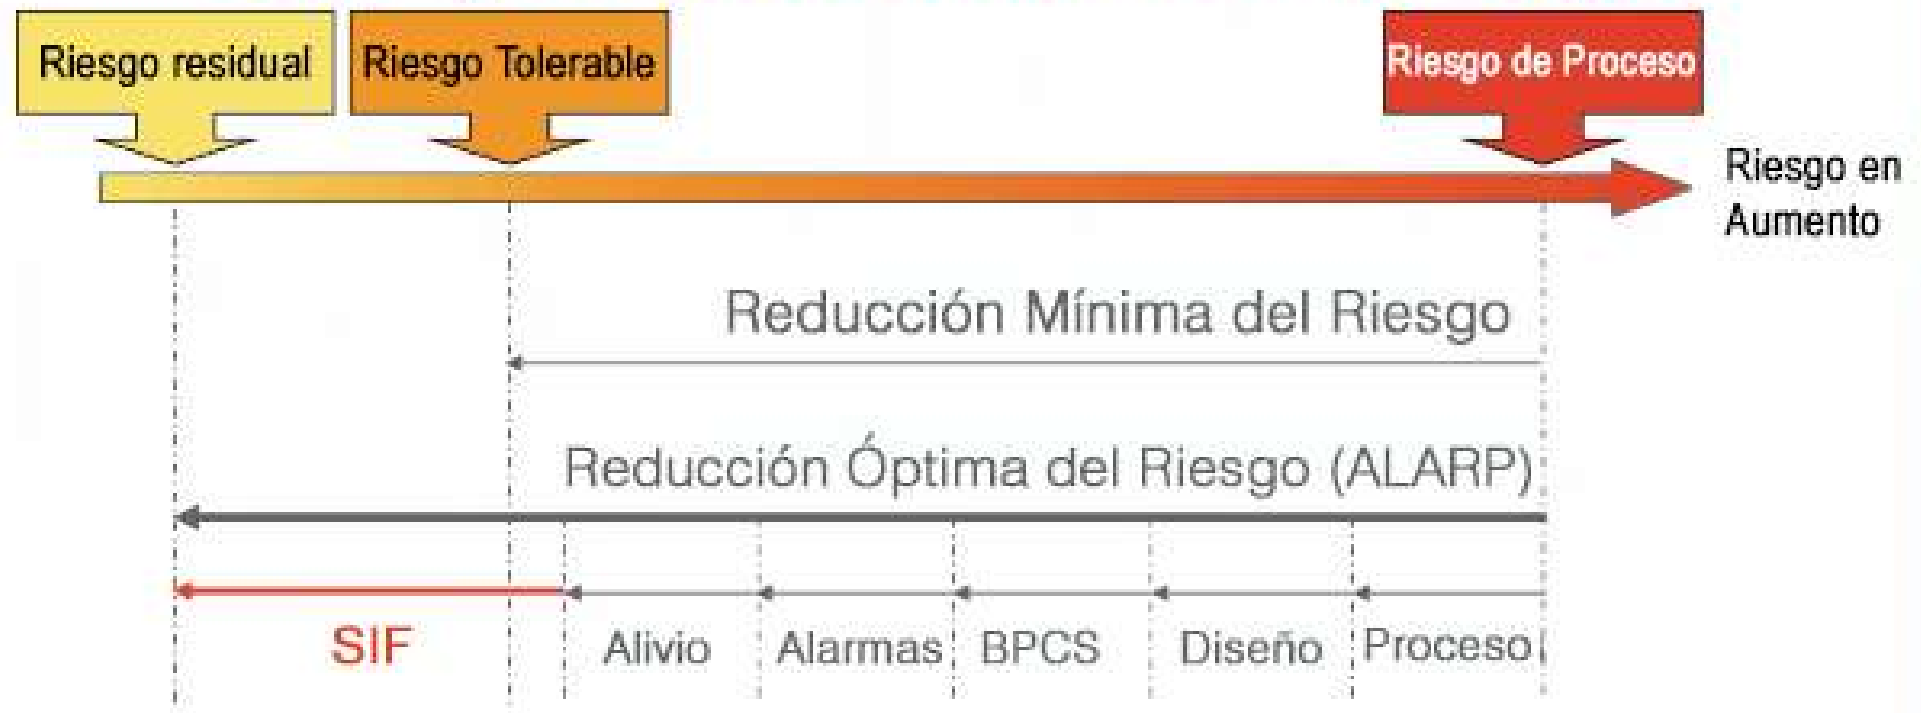 Riesgo residual
Riesgo Tolerable
Riesgo de Proceso
Riesgo en
Aumento
Reducción Mínima del Riesgo
Reducción Óptima del Riesgo (ALARP)
SIF
Alivio
Alarmas
BPCS
Diseño
Proceso